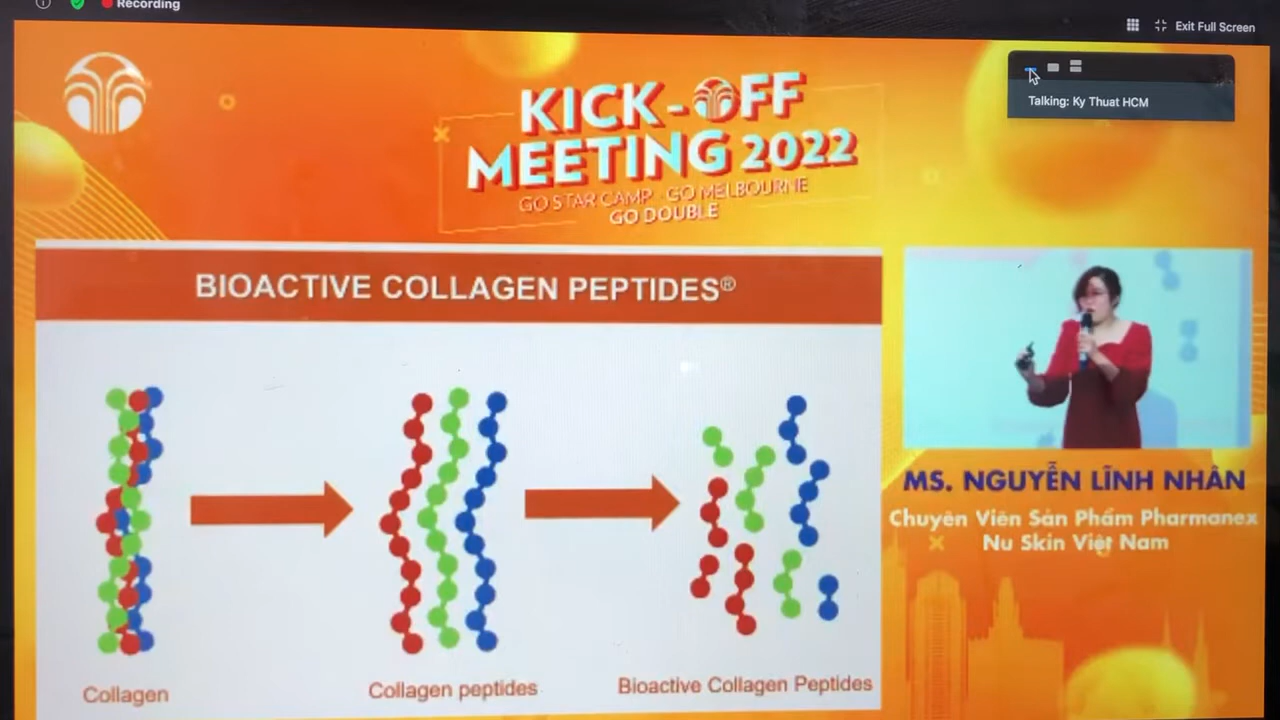 Recording
Exit Full Screen
Talking: Ky Thuat HCM
KICK-OFF
MEETING 2022
GO STAR CAMP - GO MELBOURNE
GO DOUBLE
BIOACTIVE COLLAGEN PEPTIDES®
Collagen
Collagen peptides
Bioactive Collagen Peptides
MS. NGUYỄN LĨNH NHÂN
Chuyên Viên Sản Phẩm Pharmanex
Nu Skin Việt Nam